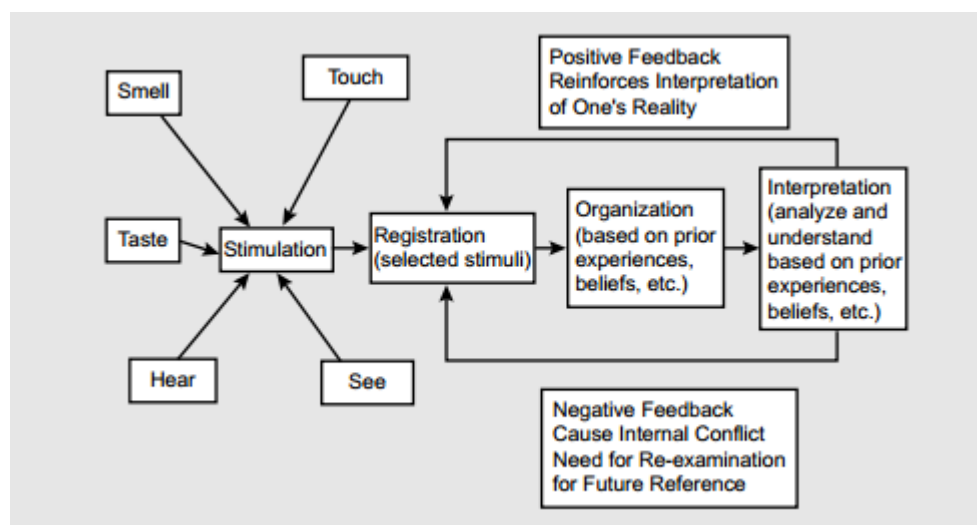 Smell
Touch
Taste
Hear
See
Stimulation
Registration
(selected stimuli)
Organization
(based on prior
experiences,
beliefs, etc.)
Interpretation
(analyze and
understand
based on prior
experiences,
beliefs, etc.)
Positive Feedback
Reinforces Interpretation
of One's Reality
Negative Feedback
Cause Internal Conflict
Need for Re-examination
for Future Reference